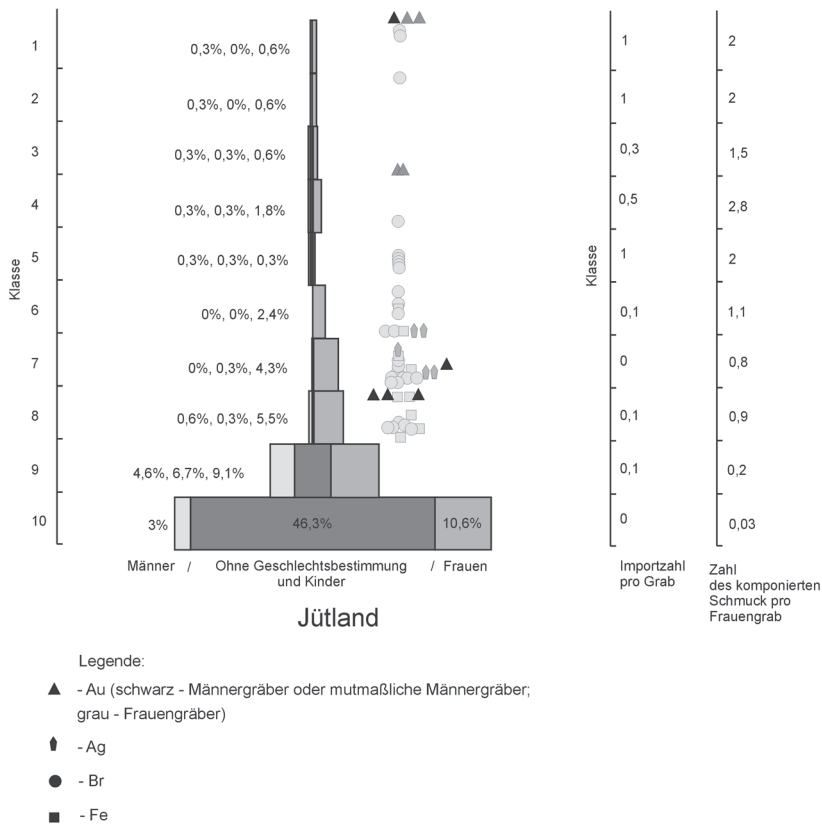 Klasse
1
0,3%, 0%, 0,6%
1
2
2
0,3%, 0%, 0,6%
1
2
3
0,3%, 0,3%, 0,6%
0,3
1,5
4
0,3%, 0,3%, 1,8%
0,5
2,8
5
0,3%, 0,3%, 0,3%
Klasse
1
2
6
0%, 0%, 2,4%
0,1
1,1
7
0%, 0,3%, 4,3%
0
0,8
8
0,6%, 0,3%, 5,5%
0,1
0,9
9
4,6%, 6,7%, 9,1%
0,1
0,2
10
3%
46,3%
10,6%
0
0,03
Männer / Ohne Geschlechtsbestimmung / Frauen
und Kinder
Importzahl
pro Grab
Zahl
des komponierten
Schmuck pro
Frauengrab
Jütland
Legende:
- Au (schwarz - Männergräber oder mutmaßliche Männergräber;
grau - Frauengräber)
- Ag
- Br
- Fe